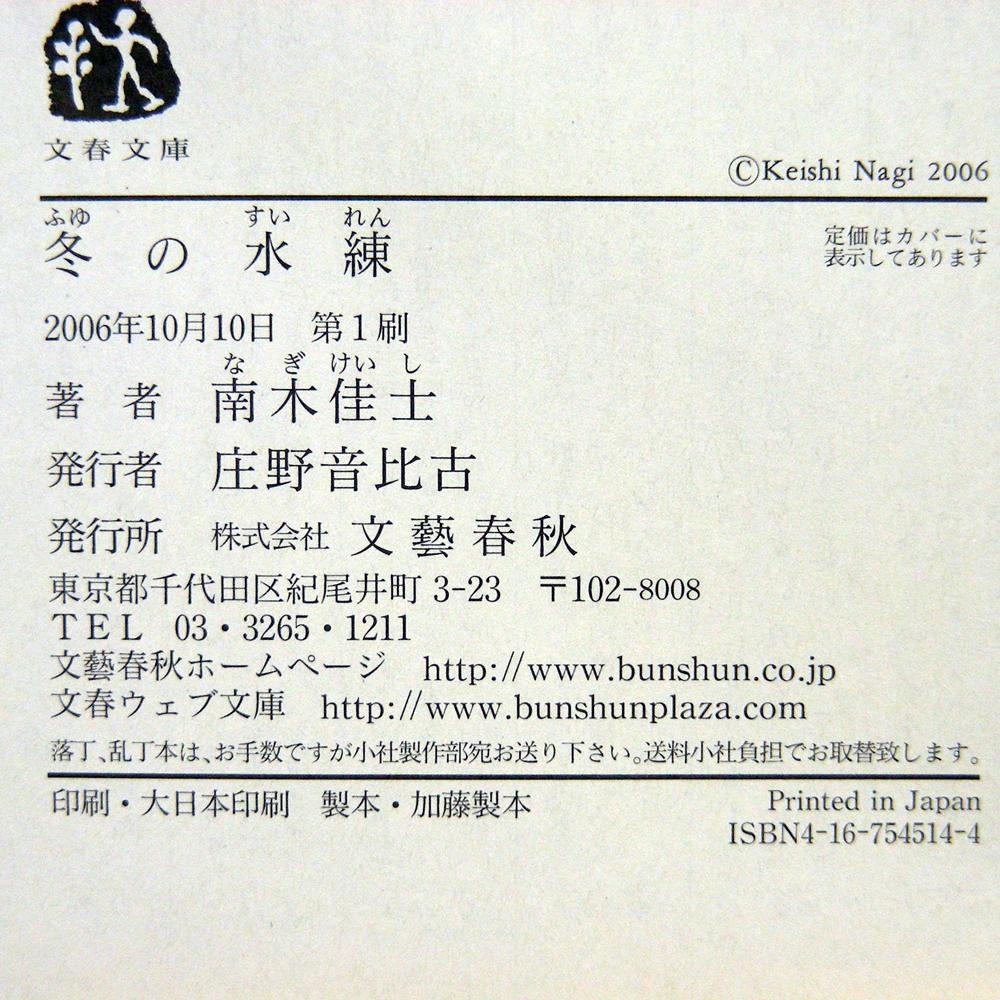 文春文庫
©Keishi Nagi 2006
ふゆ すい れん
冬の水練
定価はカバーに
表示してあります
2006年10月10日 第1刷
な ぎ けい し
著者 南木佳士
発行者 庄野音比古
発行所 株式会社 文藝春秋
東京都千代田区紀尾井町 3-23 〒102-8008
TEL 03・3265・1211
文藝春秋ホームページ http://www.bunshun.co.jp
文春ウェブ文庫 http://www.bunshunplaza.com
落丁、乱丁本は、お手数ですが小社製作部宛お送り下さい。送料小社負担でお取替致します。
印刷・大日本印刷 製本・加藤製本
Printed in Japan
ISBN4-16-754514-4